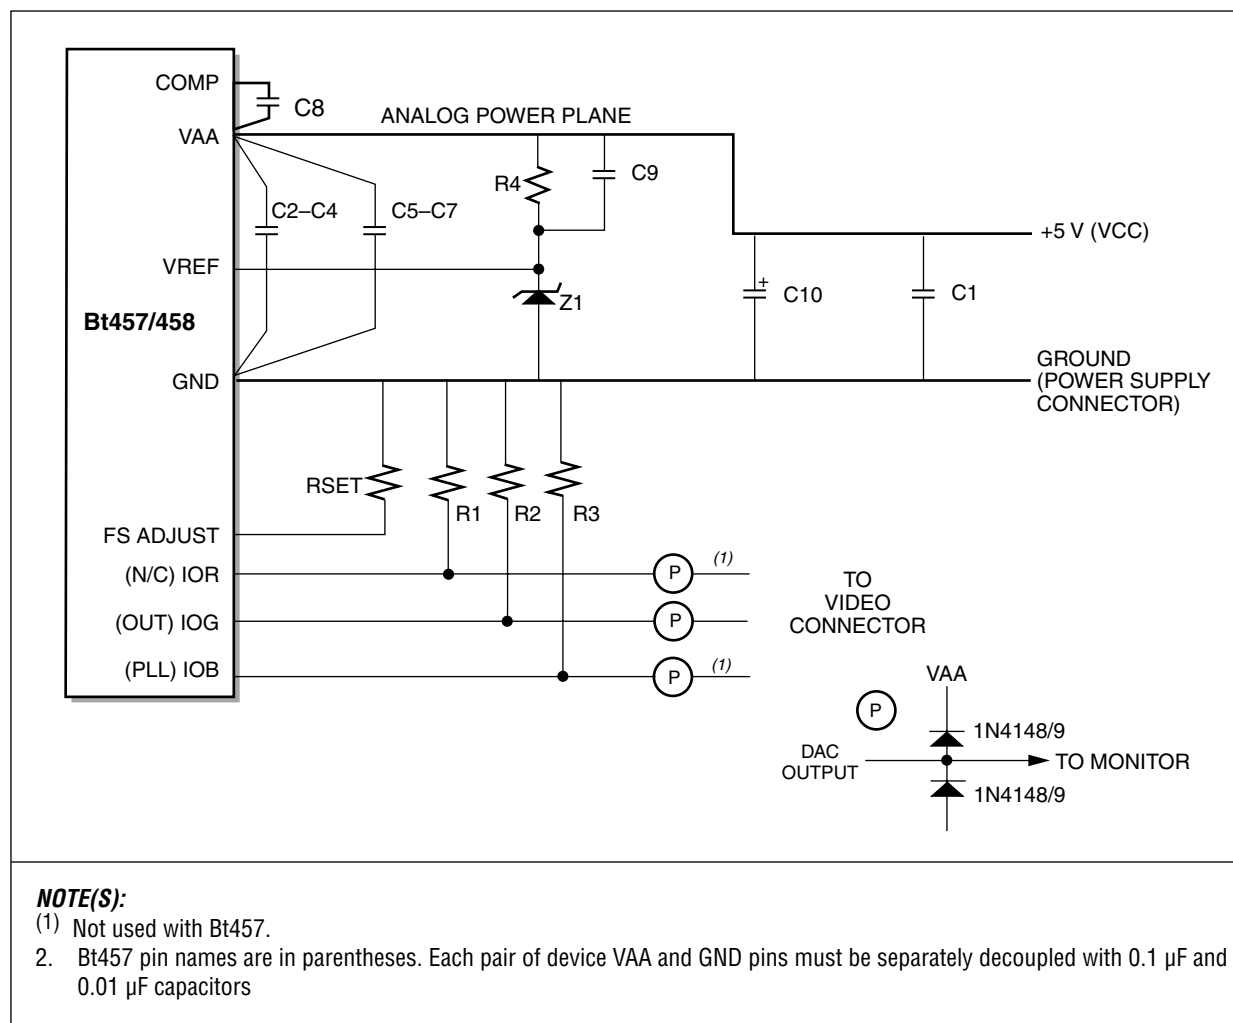 COMP
C8
ANALOG POWER PLANE
VAA
R4
C9
C2–C4
C5–C7
+5 V (VCC)
VREF
+
C10
C1
Z1
Bt457/458
GND
GROUND
(POWER SUPPLY
CONNECTOR)
RSET
R1
R2
R3
FS ADJUST
(N/C) IOR
P
(1)
TO
VIDEO
CONNECTOR
(OUT) IOG
P
(PLL) IOB
P
(1)
VAA
P
1N4148/9
DAC
OUTPUT
TO MONITOR
1N4148/9
NOTE(S):
(1) Not used with Bt457.
2. Bt457 pin names are in parentheses. Each pair of device VAA and GND pins must be separately decoupled with 0.1 µF and
0.01 µF capacitors